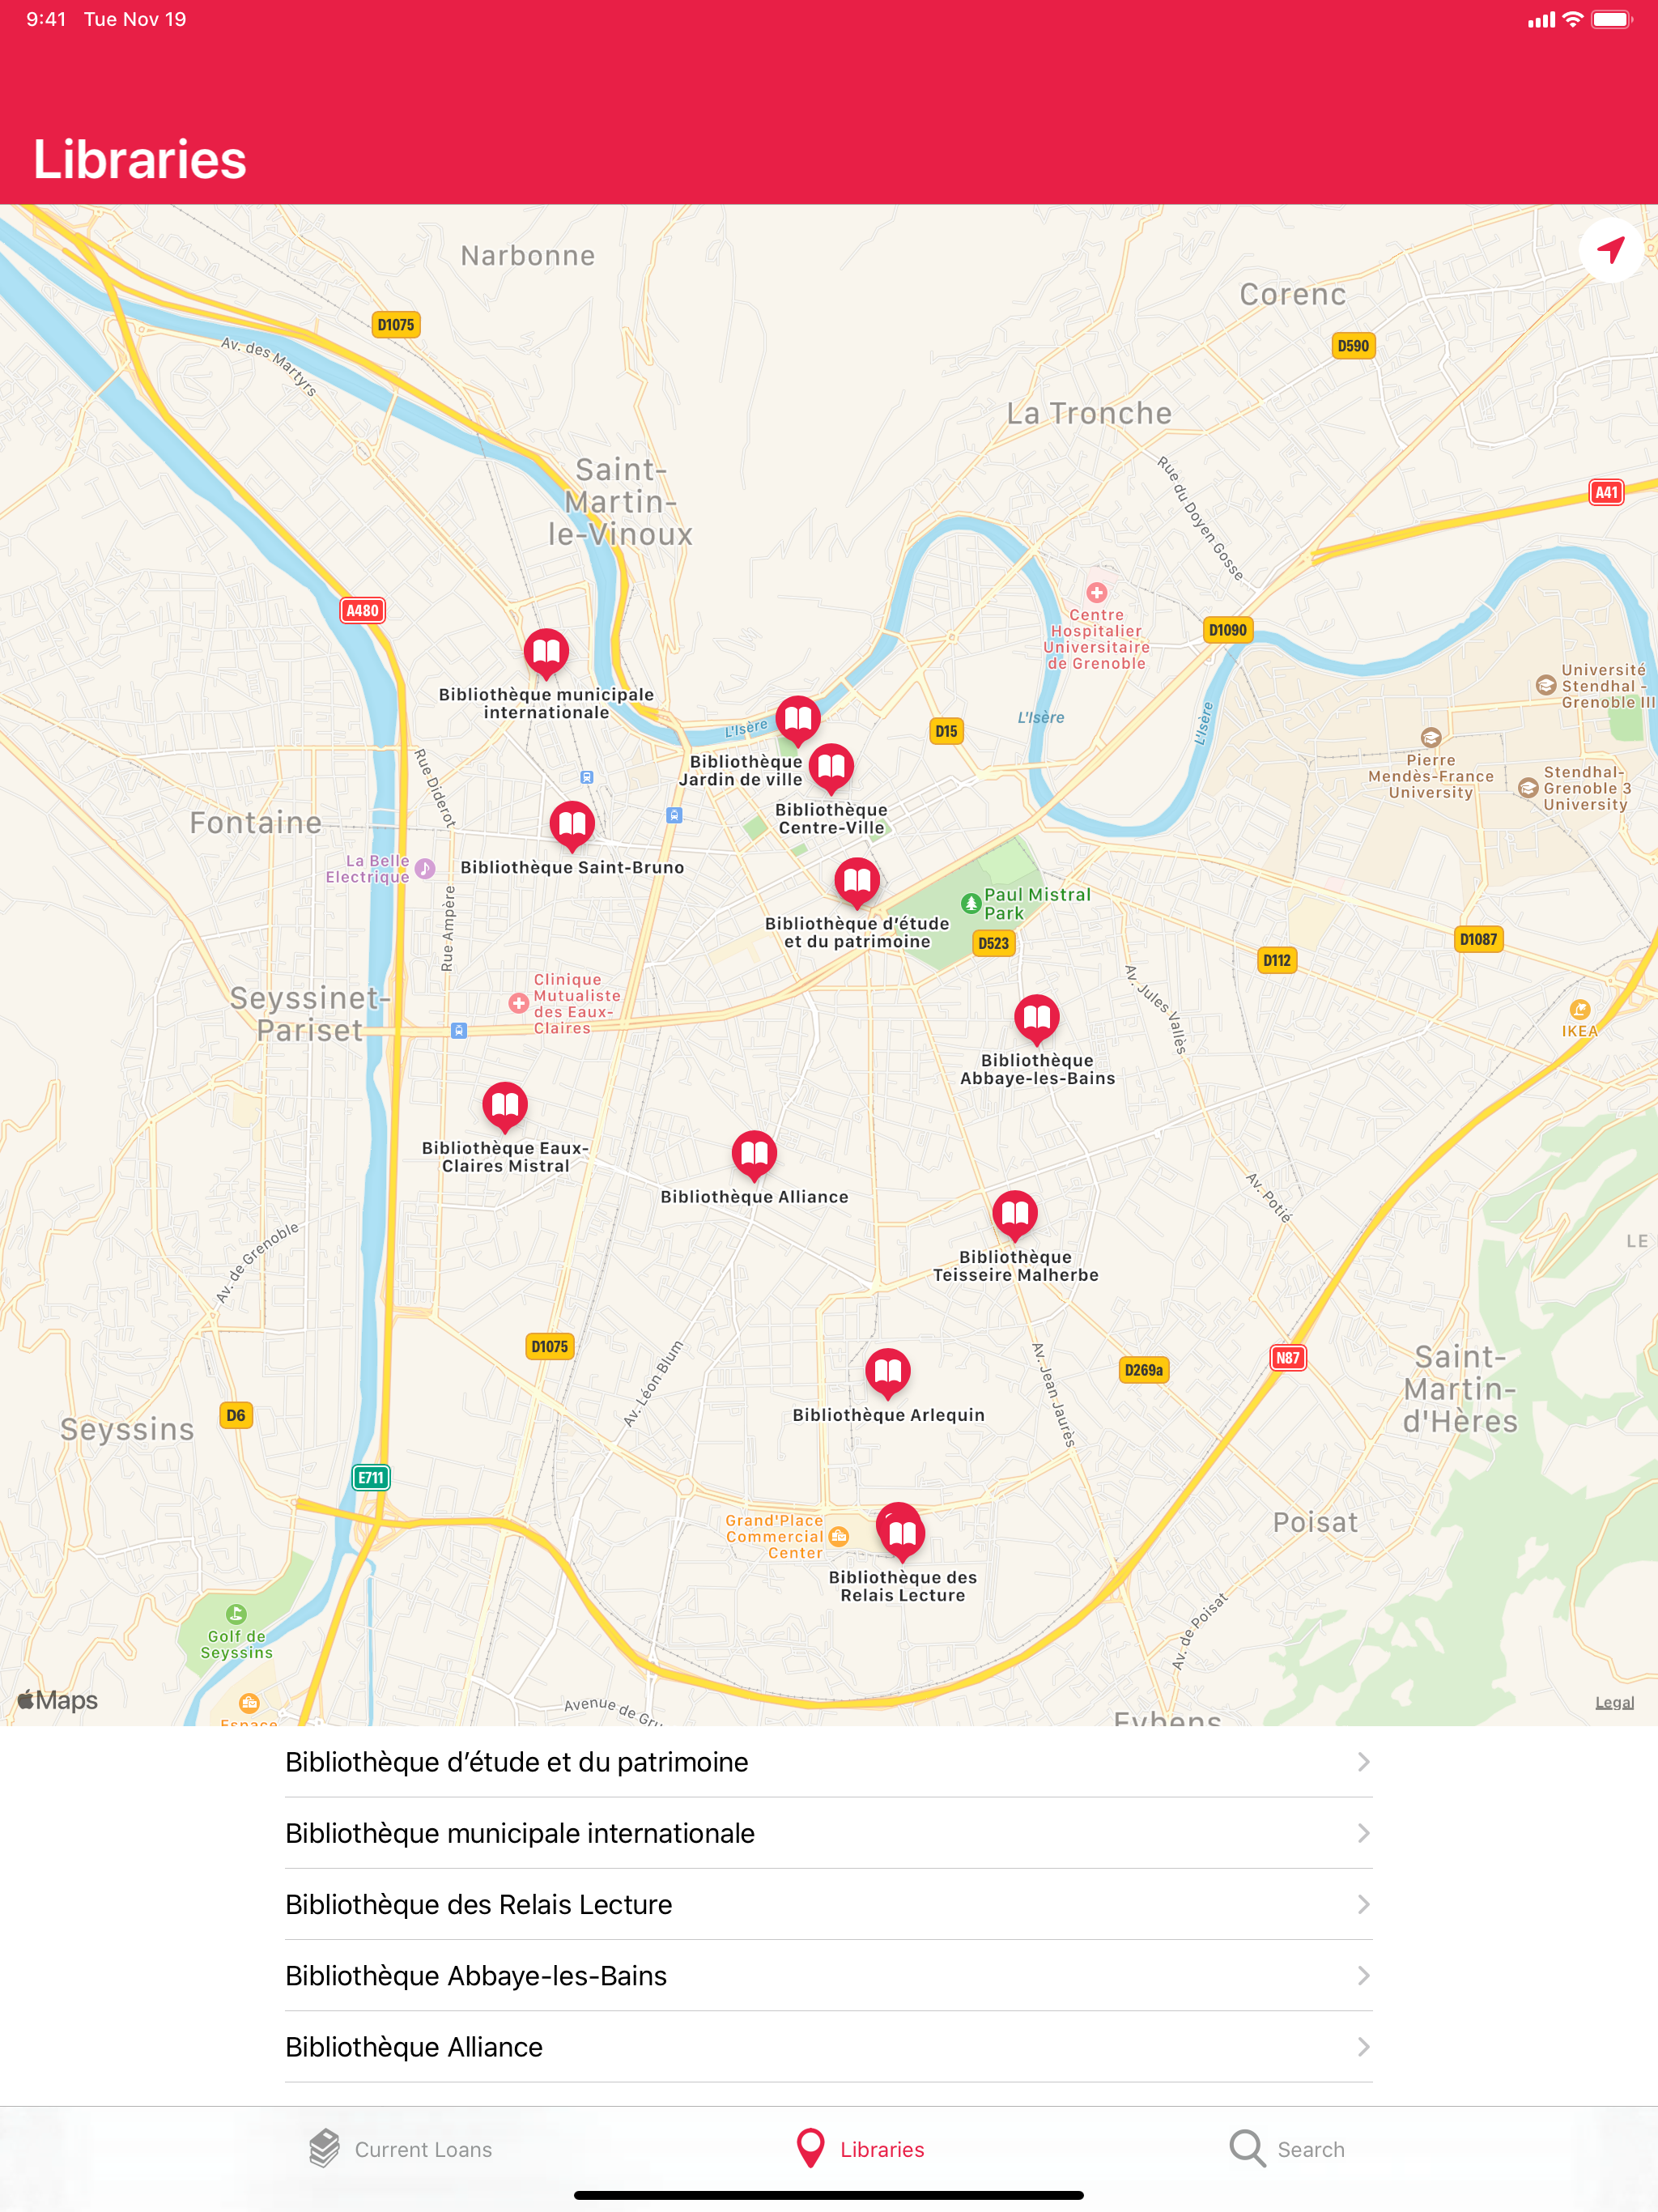 9:41 Tue Nov 19
Libraries
Narbonne
Corenc
D1075
D590
Av. des Martyrs
La Tronche
Saint-
Martin-
le-Vinoux
Rue du Doyen Gosse
A41
A480
Centre
Hospitalier
Universitaire
de Grenoble
D1090
Université
Stendhal -
Grenoble III
Bibliothèque municipale
internationale
L'Isère
L'Isère
L'Isère
D15
Bibliothèque
Jardin de ville
Pierre
Mendès-France
University
Stendhal-
Grenoble 3
University
Rue Diderot
Bibliothèque
Centre-Ville
Fontaine
La Belle
Electrique
Bibliothèque Saint-Bruno
Paul Mistral
Park
Rue Ampère
Bibliothèque d'étude
et du patrimoine
D523
D1087
D112
Clinique
Mutualiste
des Eaux-
Claires
Av. Jules Vallès
Seyssinet-
Pariset
IKEA
Bibliothèque
Abbaye-les-Bains
Bibliothèque Eaux-
Claires Mistral
Bibliothèque Alliance
Av. Potié
Av. de Grenoble
LE
Bibliothèque
Teisseire Malherbe
D1075
Av. Léon Blum
Av. Jean Jaurès
D269a
N87
Saint-
Martin-
d'Hères
Bibliothèque Arlequin
D6
Seyssins
E711
Grand'Place
Commercial
Center
Poisat
Bibliothèque des
Relais Lecture
Golf de
Seyssins
Av. de Poisat
Maps
Espace
Avenue de Gru
Eybens
Legal
Bibliothèque d’étude et du patrimoine
Bibliothèque municipale internationale
Bibliothèque des Relais Lecture
Bibliothèque Abbaye-les-Bains
Bibliothèque Alliance
Current Loans
Libraries
Search